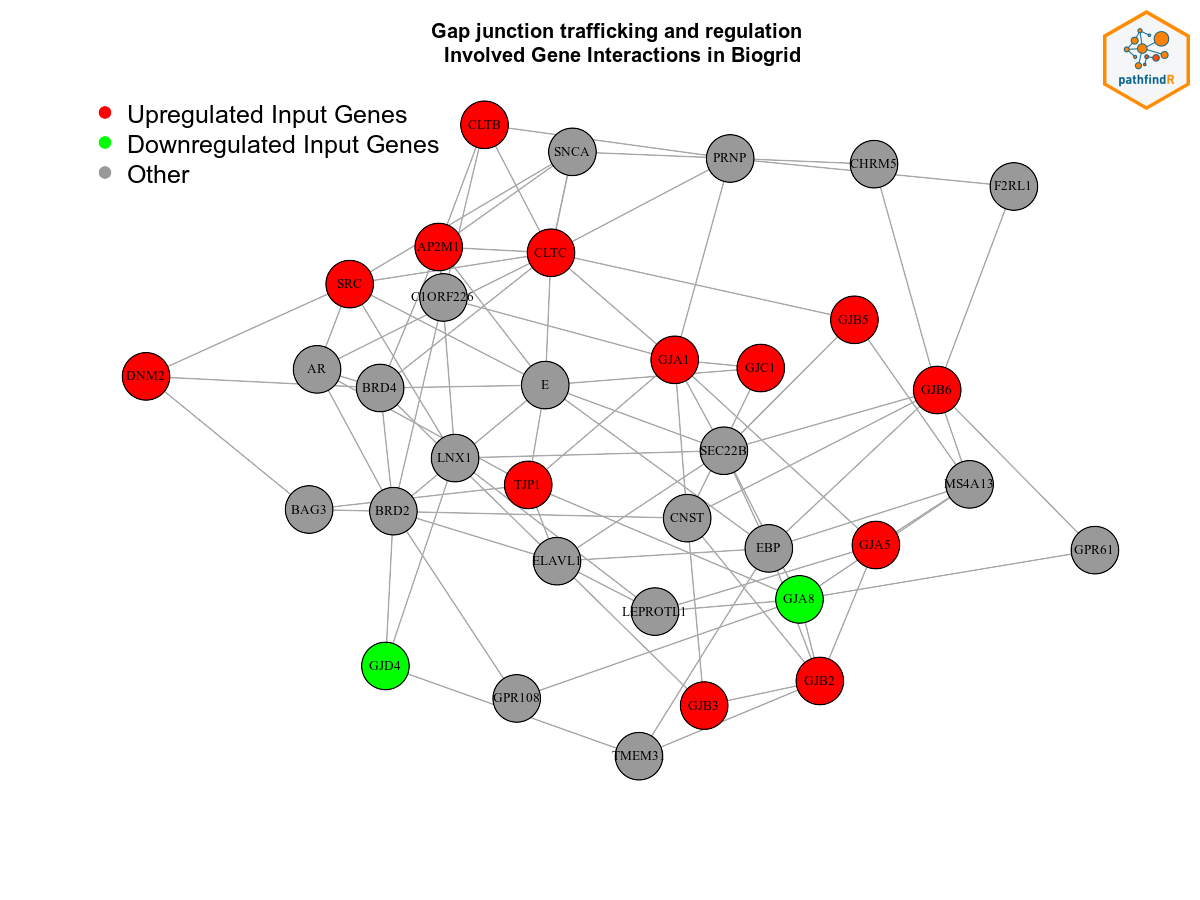 Gap junction trafficking and regulation
Involved Gene Interactions in Biogrid
pathfindR
Upregulated Input Genes
Downregulated Input Genes
Other
CLTB
SNCA
PRNP
CHRM5
F2RL1
AP2M1
CLTC
SRC
C1ORF226
GJB5
GJA1
GJC1
DNM2
AR
BRD4
E
GJB6
LNX1
SEC22B
TJP1
MS4A13
BAG3
BRD2
CNST
EBP
GJA5
GPR61
ELAVL1
GJA8
LEPROTL1
GJD4
GJB2
GPR108
GJB3